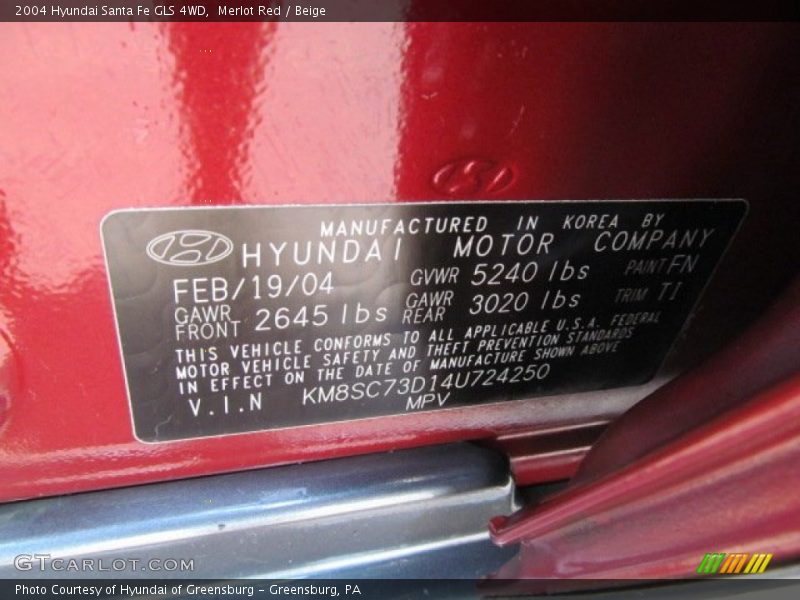 2004 Hyundai Santa Fe GLS 4WD, Merlot Red / Beige
MANUFACTURED IN KOREA BY
HYUNDAI MOTOR COMPANY
FEB/19/04 GVWR 5240 lbs PAINT FN
GAWR FRONT 2645 lbs GAWR REAR 3020 lbs TRIM TI
THIS VEHICLE CONFORMS TO ALL APPLICABLE U.S.A. FEDERAL
MOTOR VEHICLE SAFETY AND THEFT PREVENTION STANDARDS
IN EFFECT ON THE DATE OF MANUFACTURE SHOWN ABOVE
V.I.N KM8SC73D14U724250
MPV
GTCARLOT.COM
Photo Courtesy of Hyundai of Greensburg - Greensburg, PA